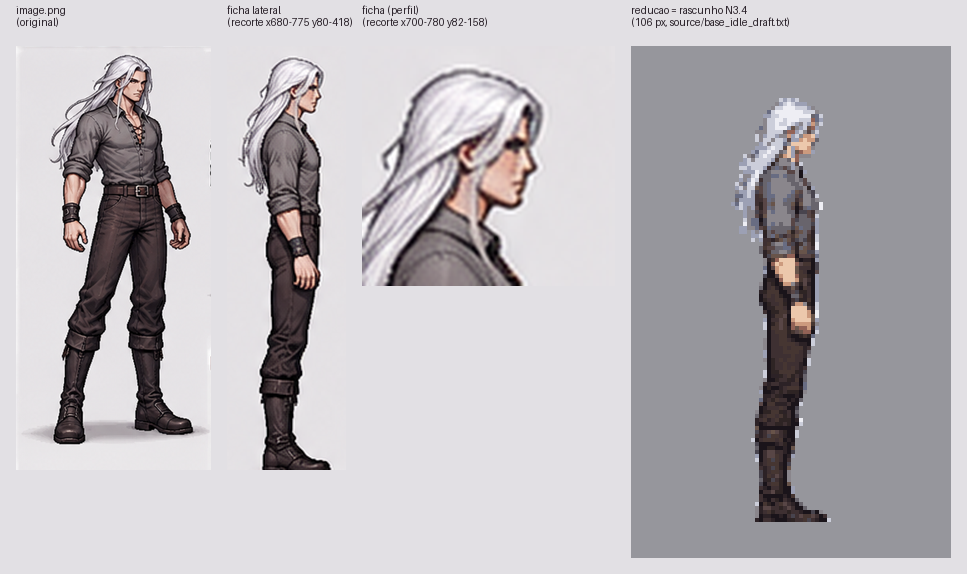 image.png
(original)
ficha lateral
(recorte x680-775 y80-418)
ficha (perfil)
(recorte x700-780 y82-158)
reducao = rascunho N3.4
(106 px, source/base_idle_draft.txt)